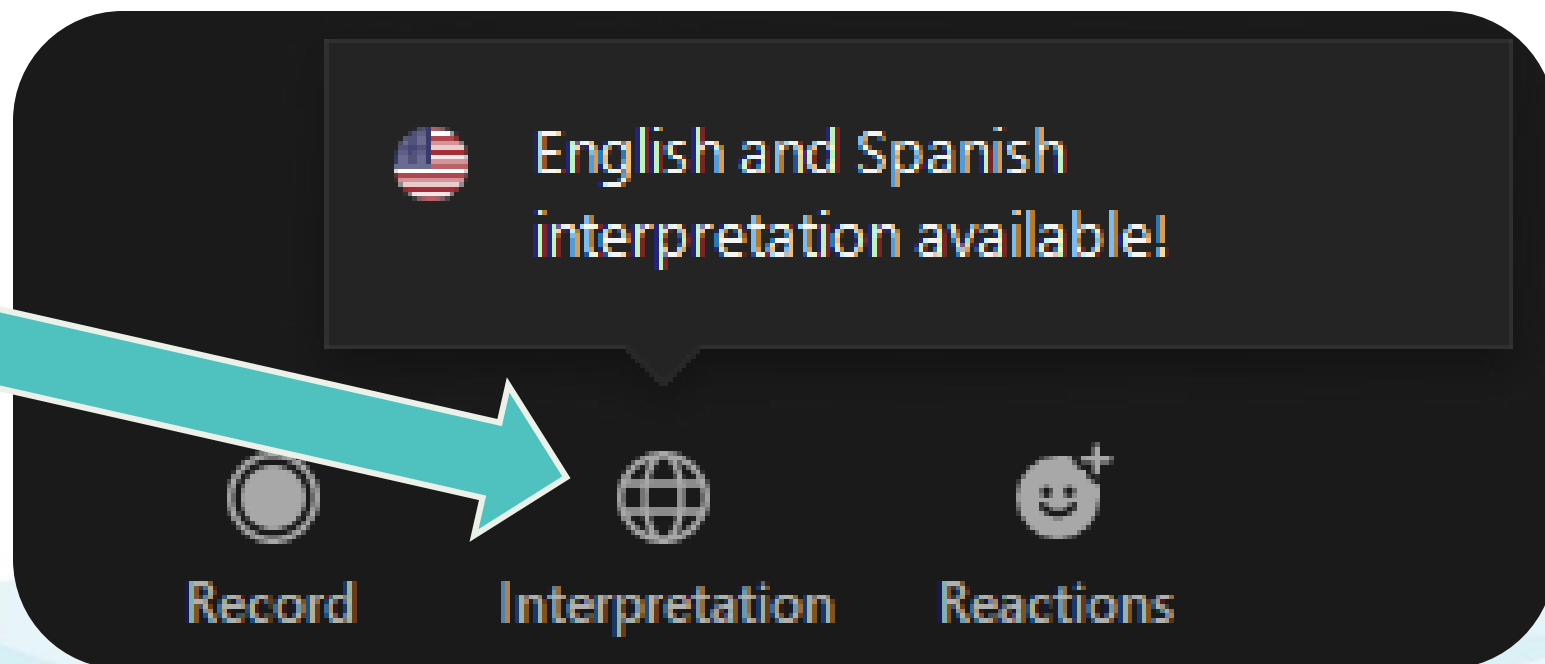 English and Spanish
interpretation available!
Record
Interpretation
Reactions